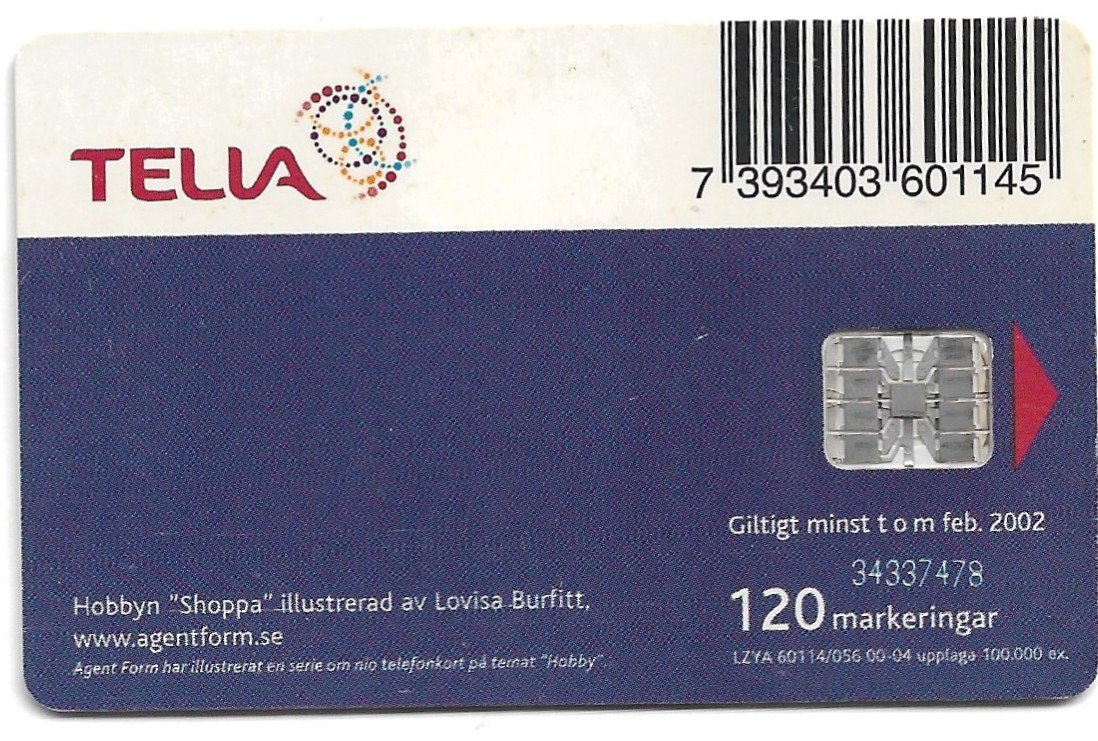 TELIA
7 393403 601145
Giltigt minst t o m feb. 2002
34337478
120 markeringar
LZYA 60114/056 00-04 upplaga 100.000 ex.
Hobbyn "Shoppa" illustrerad av Lovisa Burfitt,
www.agentform.se
Agent Form har illustrerat en serie om nio telefonkort på temat "Hobby".